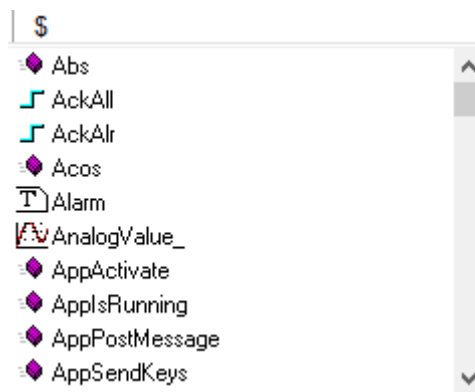 $
Abs
AckAll
AckAlr
Acos
Alarm
AnalogValue_
AppActivate
AppIsRunning
AppPostMessage
AppSendKeys